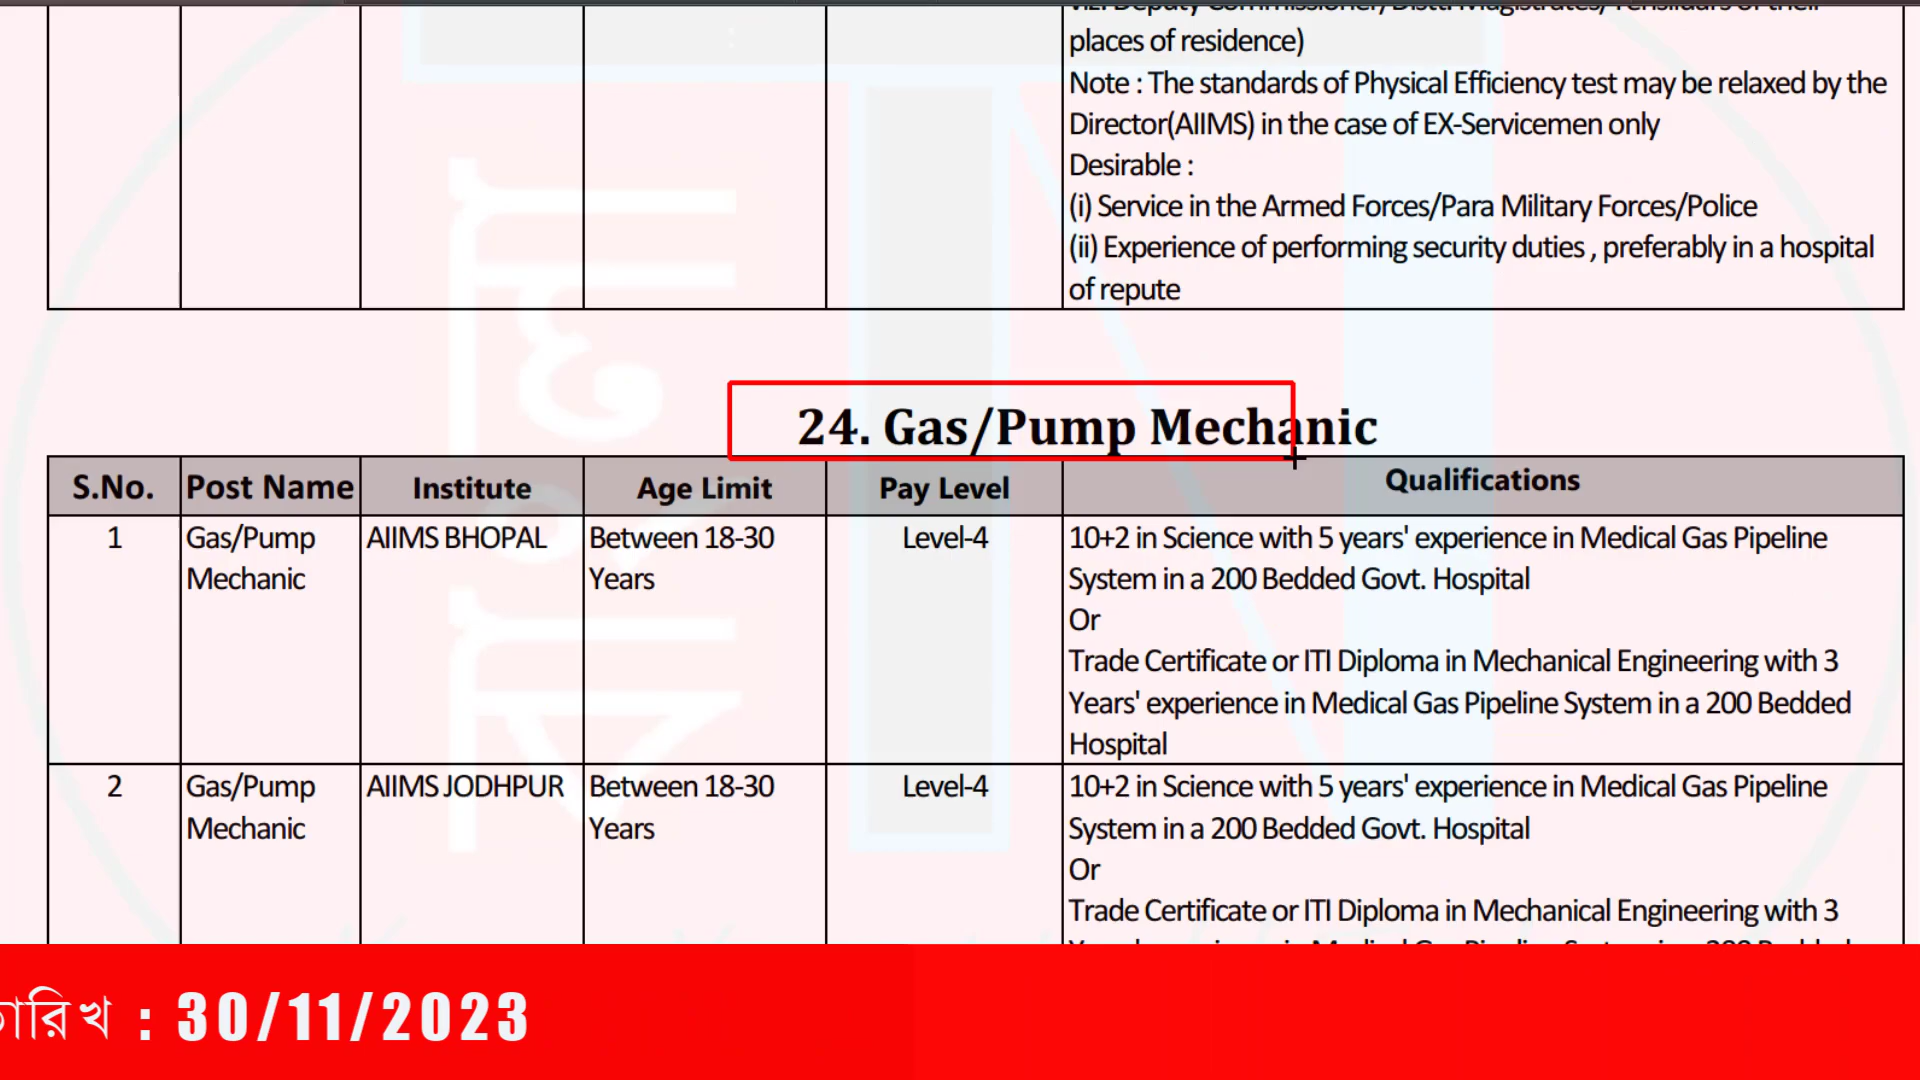 places of residence)
Note : The standards of Physical Efficiency test may be relaxed by the
Director(AIIMS) in the case of EX-Servicemen only
Desirable :
(i) Service in the Armed Forces/Para Military Forces/Police
(ii) Experience of performing security duties , preferably in a hospital
of repute
24. Gas/Pump Mechanic
S.No. Post Name Institute Age Limit Pay Level Qualifications
1 Gas/Pump AIIMS BHOPAL Between 18-30 Level-4 10+2 in Science with 5 years' experience in Medical Gas Pipeline
Mechanic Years System in a 200 Bedded Govt. Hospital
Or
Trade Certificate or ITI Diploma in Mechanical Engineering with 3
Years' experience in Medical Gas Pipeline System in a 200 Bedded
Hospital
2 Gas/Pump AIIMS JODHPUR Between 18-30 Level-4 10+2 in Science with 5 years' experience in Medical Gas Pipeline
Mechanic Years System in a 200 Bedded Govt. Hospital
Or
Trade Certificate or ITI Diploma in Mechanical Engineering with 3
: 30/11/2023